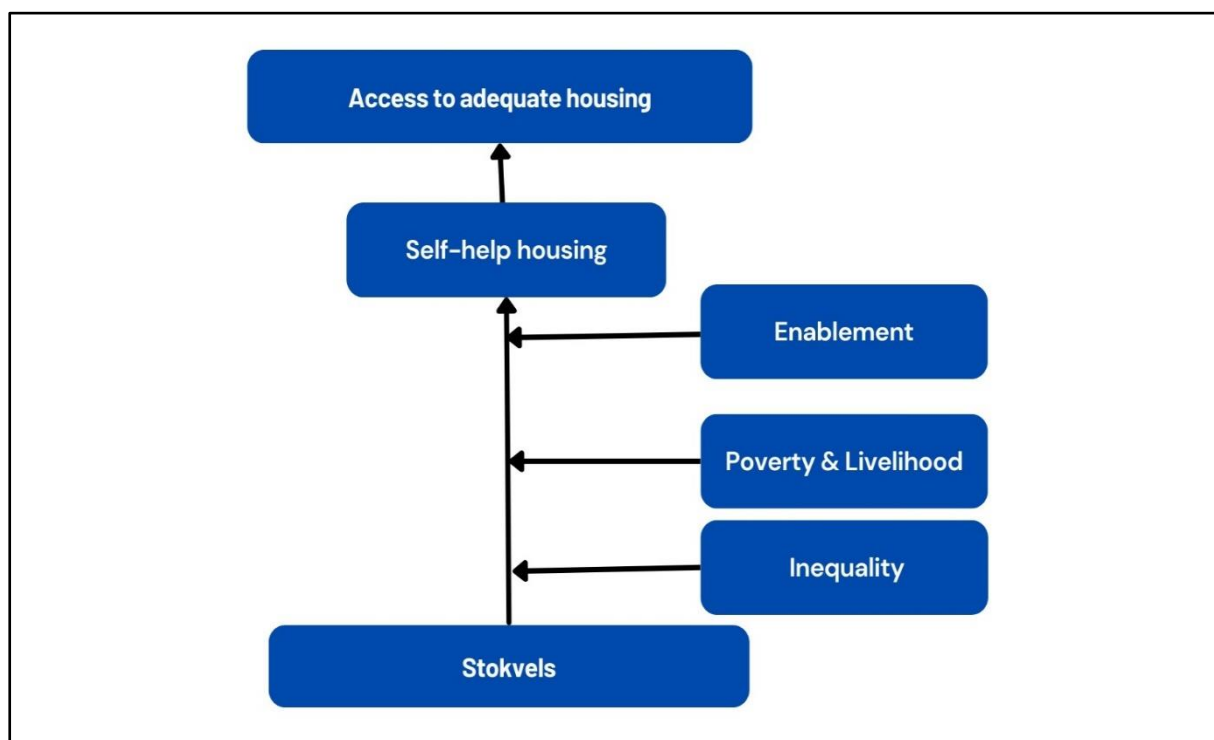 Access to adequate housing
Self-help housing
Enablement
Poverty & Livelihood
Inequality
Stokvels